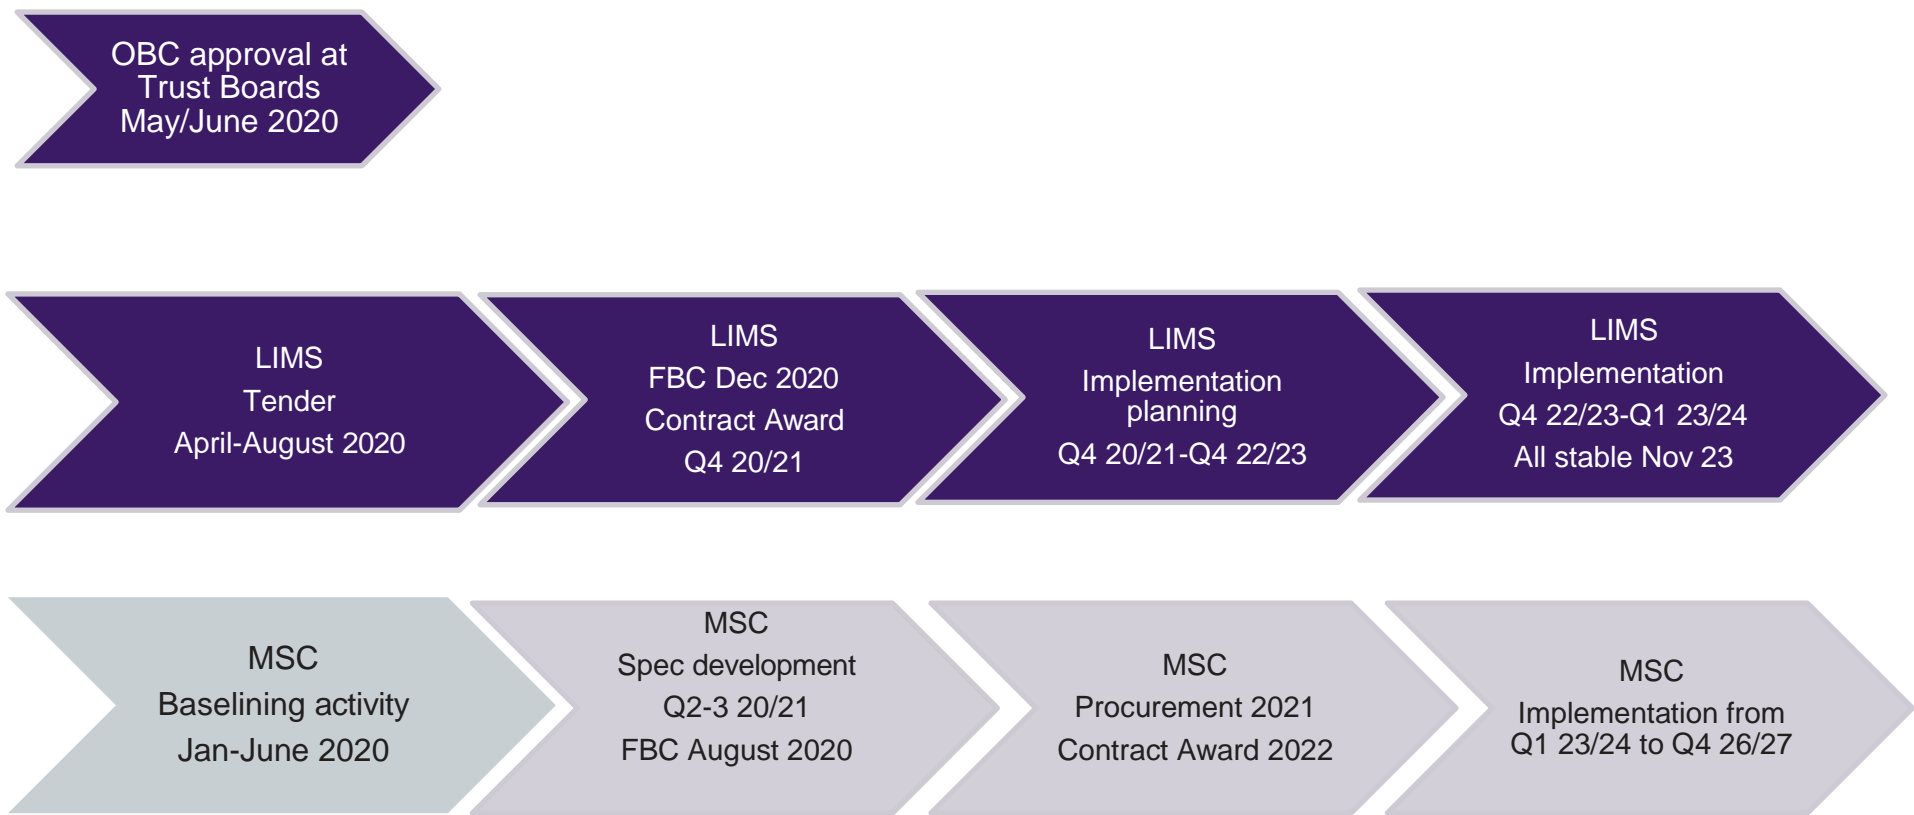 OBC approval at
Trust Boards
May/June 2020
LIMS
Tender
April-August 2020
LIMS
FBC Dec 2020
Contract Award
Q4 20/21
LIMS
Implementation
planning
Q4 20/21-Q4 22/23
LIMS
Implementation
Q4 22/23-Q1 23/24
All stable Nov 23
MSC
Baselining activity
Jan-June 2020
MSC
Spec development
Q2-3 20/21
FBC August 2020
MSC
Procurement 2021
Contract Award 2022
MSC
Implementation from
Q1 23/24 to Q4 26/27